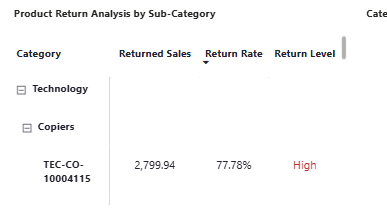 Product Return Analysis by Sub-Category
Cate
Category Returned Sales Return Rate Return Level
Technology
Copiers
TEC-CO-
10004115 2,799.94 77.78% High